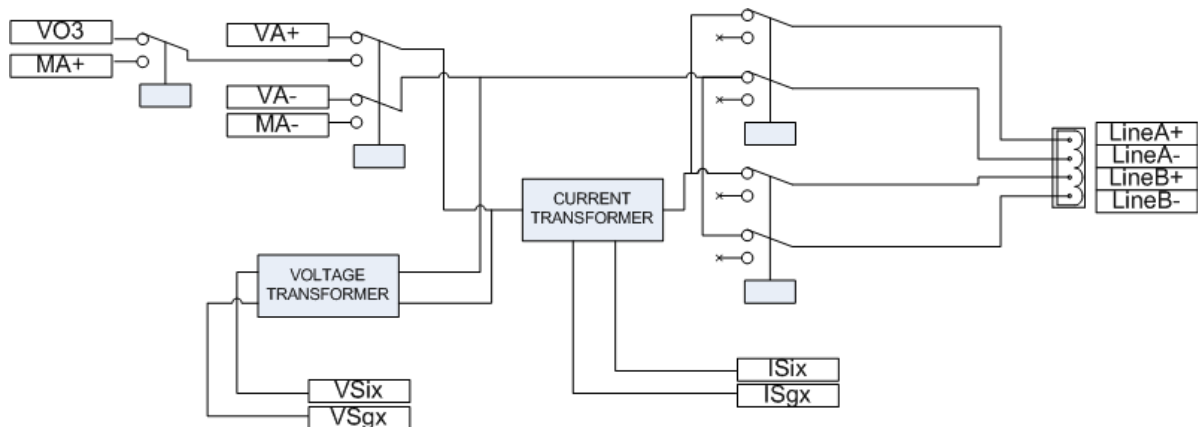 VO3
MA+
VA+
VA-
MA-
CURRENT
TRANSFORMER
VOLTAGE
TRANSFORMER
VSix
VSgx
ISix
ISgx
LineA+
LineA-
LineB+
LineB-